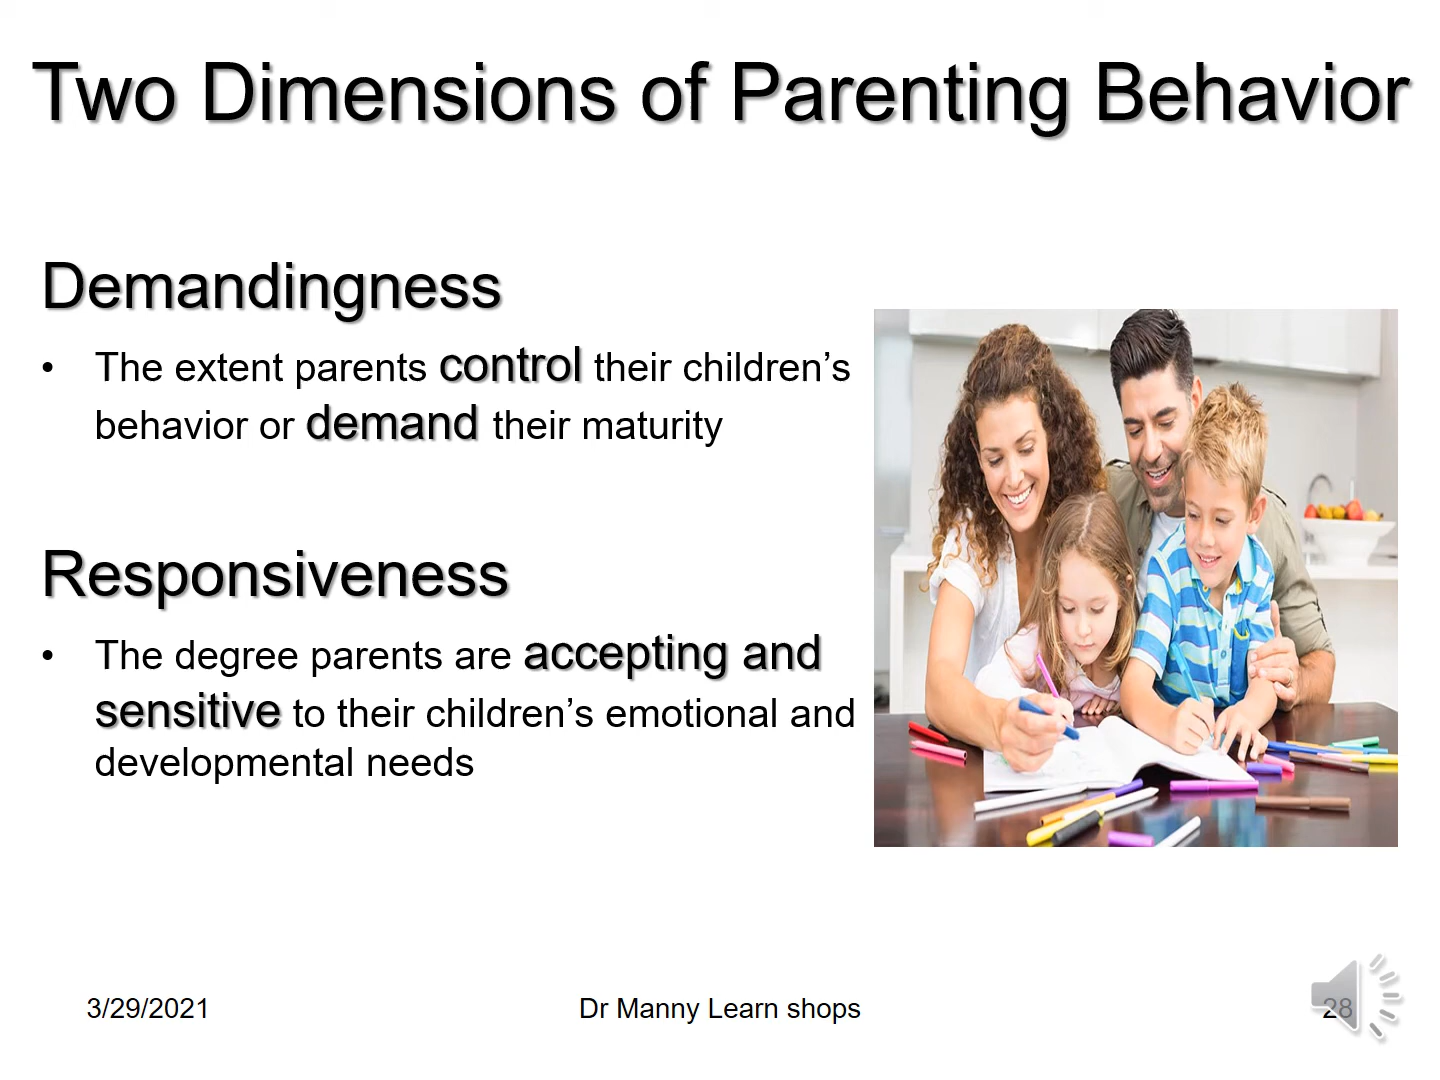 Two Dimensions of Parenting Behavior
Demandingness
• The extent parents control their children’s
behavior or demand their maturity
Responsiveness
• The degree parents are accepting and
sensitive to their children’s emotional and
developmental needs
3/29/2021
Dr Manny Learn shops
28